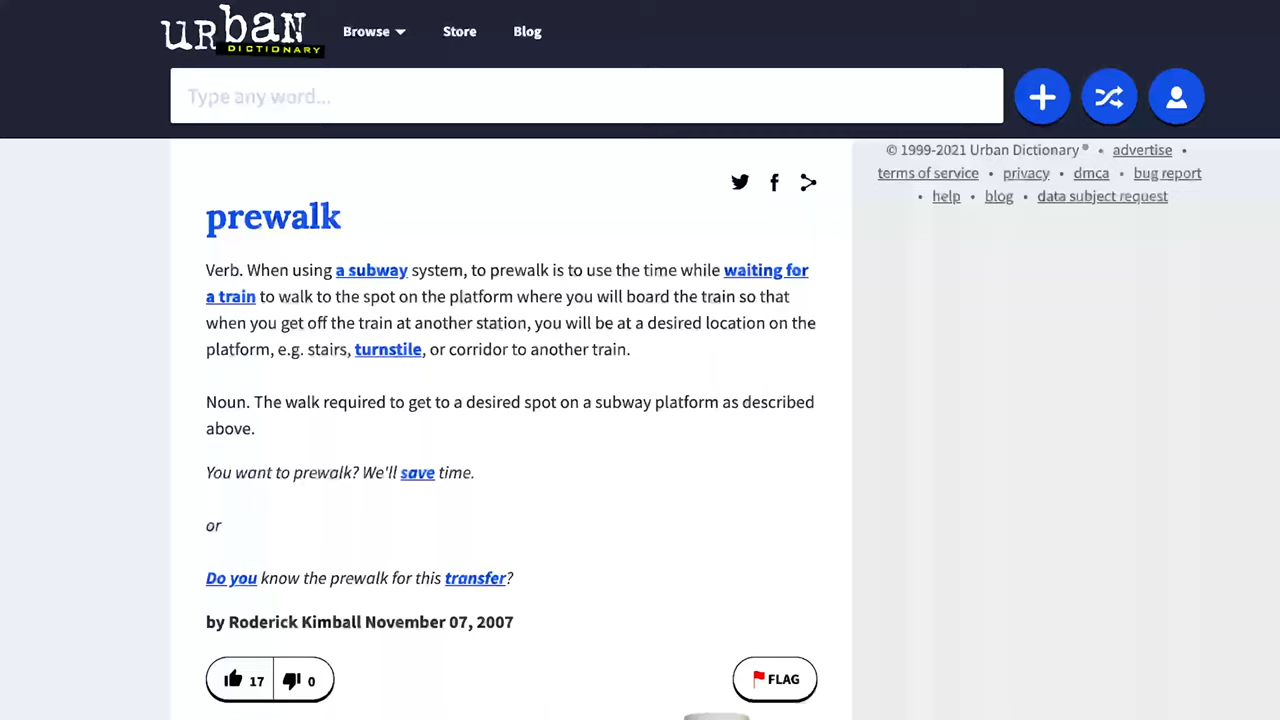 urban
DICTIONARY
Browse
Store
Blog
Type any word...
© 1999-2021 Urban Dictionary ® • advertise •
terms of service • privacy • dmca • bug report
• help • blog • data subject request
prewalk
Verb. When using a subway system, to prewalk is to use the time while waiting for
a train to walk to the spot on the platform where you will board the train so that
when you get off the train at another station, you will be at a desired location on the
platform, e.g. stairs, turnstile, or corridor to another train.
Noun. The walk required to get to a desired spot on a subway platform as described
above.
You want to prewalk? We'll save time.
or
Do you know the prewalk for this transfer?
by Roderick Kimball November 07, 2007
17
0
FLAG